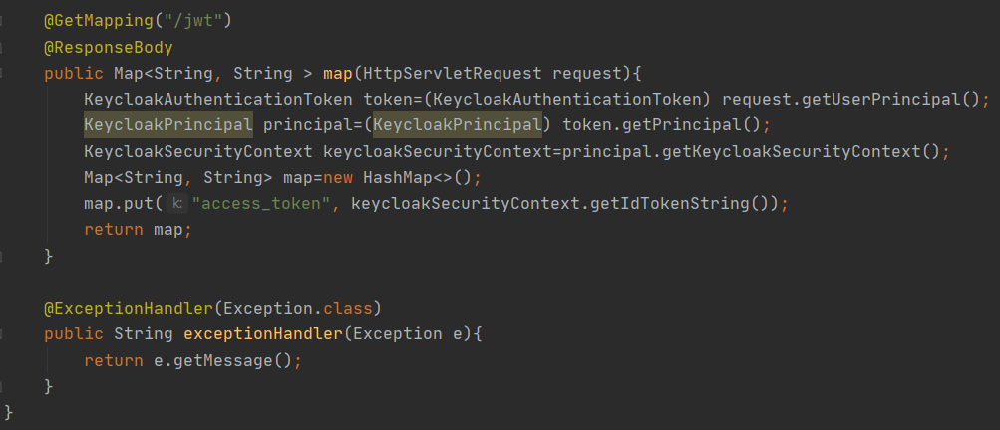 @GetMapping("/jwt")
@ResponseBody
public Map<String, String > map(HttpServletRequest request){
KeycloakAuthenticationToken token=(KeycloakAuthenticationToken) request.getUserPrincipal();
KeycloakPrincipal principal=(KeycloakPrincipal) token.getPrincipal();
KeycloakSecurityContext keycloakSecurityContext=principal.getKeycloakSecurityContext();
Map<String, String> map=new HashMap<>();
map.put( k: "access_token", keycloakSecurityContext.getIdTokenString());
return map;
}
@ExceptionHandler(Exception.class)
public String exceptionHandler(Exception e){
return e.getMessage();
}
}